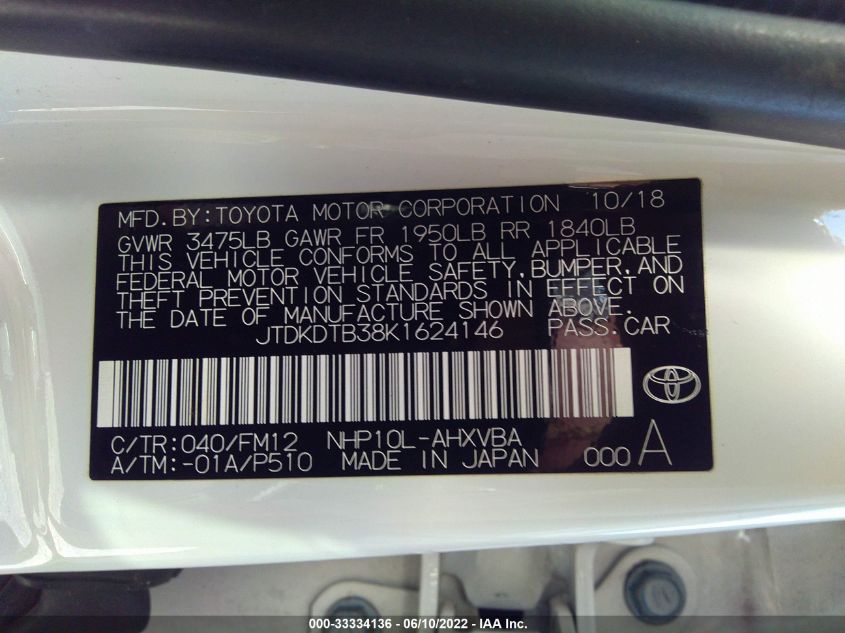 MFD.BY:TOYOTA MOTOR CORPORATION 10/18
GVWR 3475LB GAWR FR 1950LB RR 1840LB
THIS VEHICLE CONFORMS TO ALL APPLICABLE
FEDERAL MOTOR VEHICLE SAFETY,BUMPER,AND
THEFT PREVENTION STANDARDS IN EFFECT ON
THE DATE OF MANUFACTURE SHOWN ABOVE.
JTDKDTB38K1624146 PASS.CAR
C/TR:040/FM12 NHP10L-AHXVBA
A/TM:-01A/P510 MADE IN JAPAN 000 A
000-33334136 - 06/10/2022 - IAA Inc.